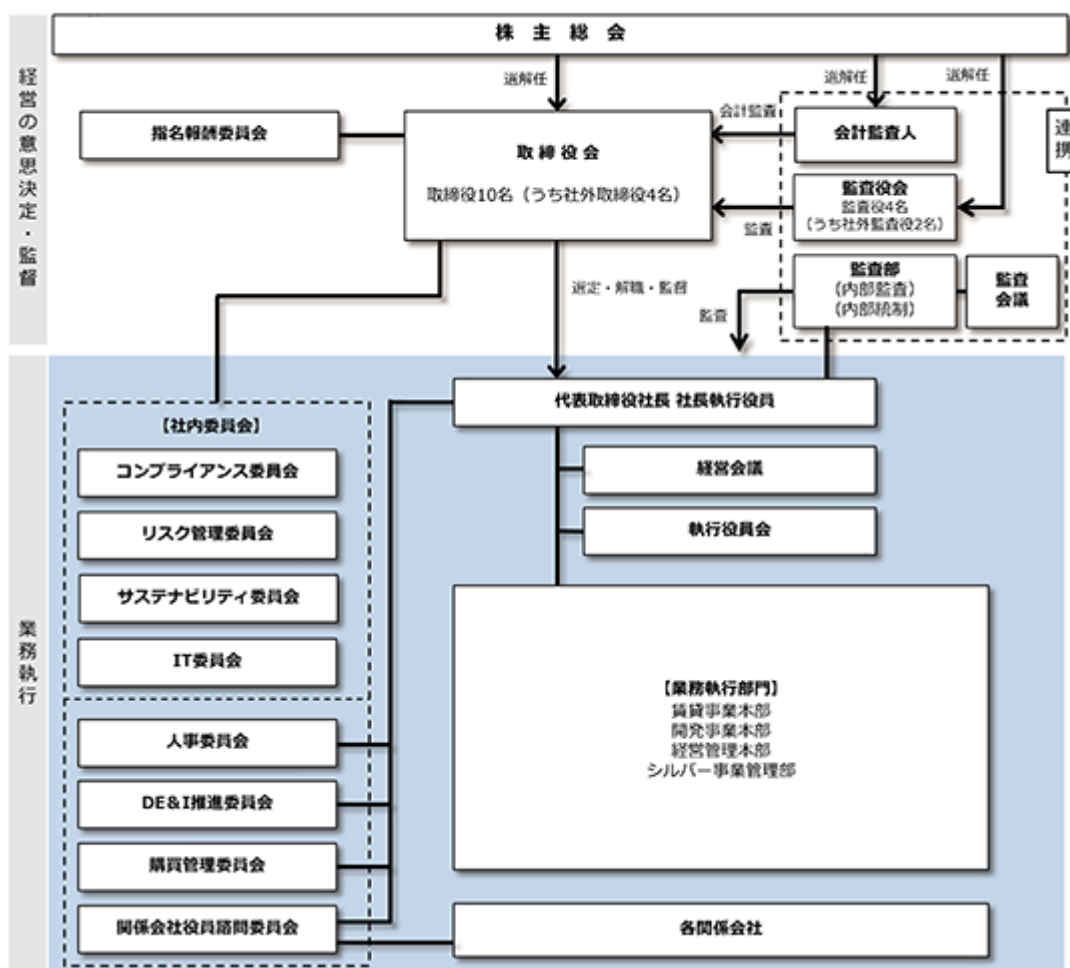 株主総会
経営の意思決定・監督
選解任
選解任
選解任
指名報酬委員会
取締役会
取締役10名（うち社外取締役4名）
会計監査
会計監査人
連携
監査役会
監査役4名
（うち社外監査役2名）
監査
監査部
（内部監査）
（内部統制）
監査
会議
選定・解職・監督
監査
業務執行
代表取締役社長 社長執行役員
【社内委員会】
コンプライアンス委員会
リスク管理委員会
サステナビリティ委員会
IT委員会
人事委員会
DE&I推進委員会
購買管理委員会
関係会社役員諮問委員会
経営会議
執行役員会
【業務執行部門】
賃貸事業本部
開発事業本部
経営管理本部
シルバー事業管理部
各関係会社